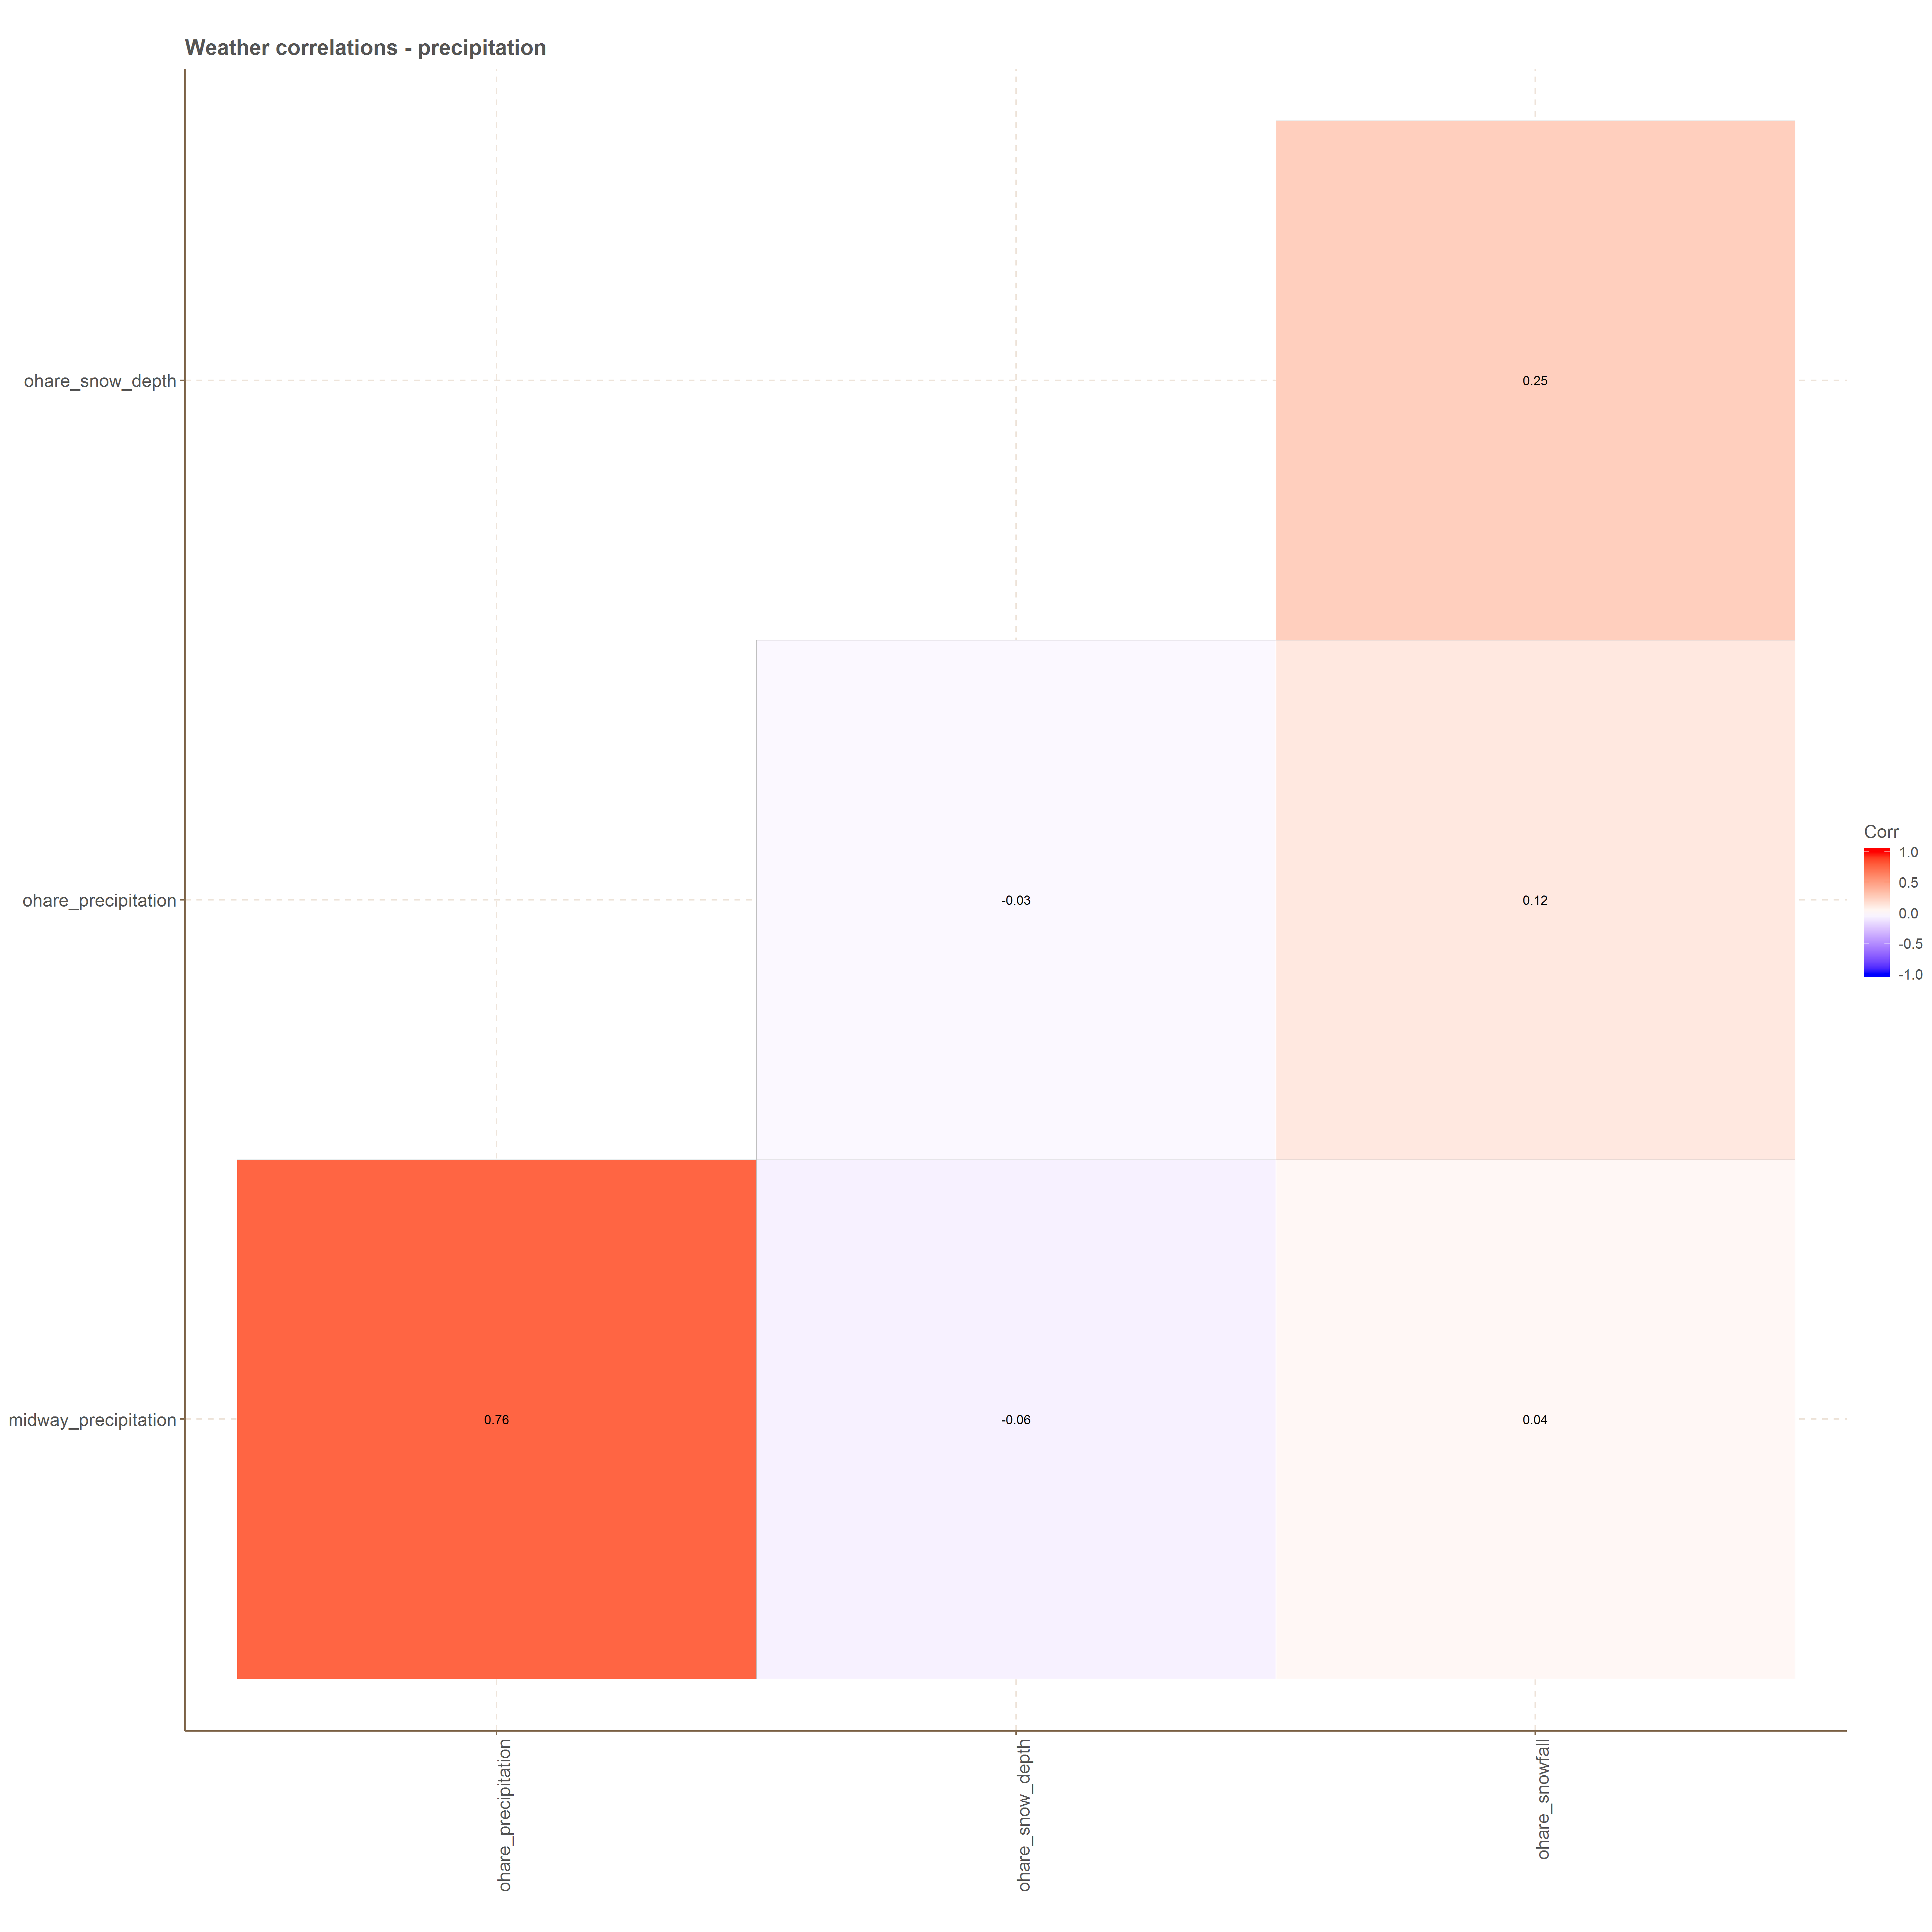 Weather correlations - precipitation
ohare_snow_depth
0.25
ohare_precipitation
-0.03
0.12
midway_precipitation
0.76
-0.06
0.04
ohare_precipitation
ohare_snow_depth
ohare_snowfall
Corr
1.0
0.5
0.0
-0.5
-1.0